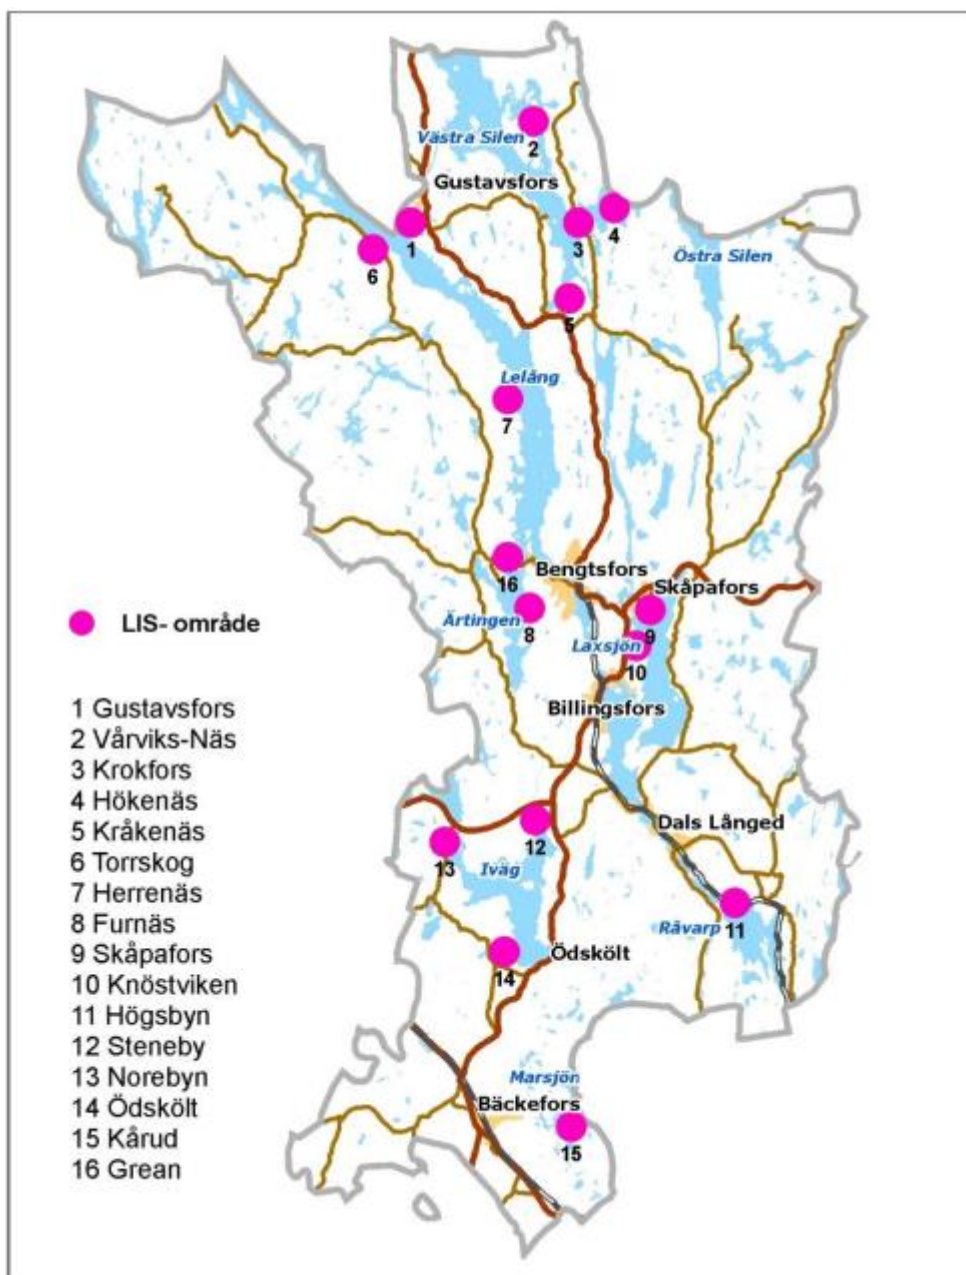 Västra Silen
2
Gustavsfors
1
3
4
6
Östra Silen
5
Lelång
7
Bengtsfors
16
Skåpafors
Ärtingen
8
9
Laxsjön
10
Billingsfors
LIS- område
1 Gustavsfors
2 Vårviks-Näs
3 Krokfors
4 Hökenäs
5 Kråkenäs
6 Torrskog
7 Herrenäs
8 Furnäs
9 Skåpafors
10 Knöstviken
11 Högsbyn
12 Steneby
13 Norebyn
14 Ödskölt
15 Kårud
16 Grean
Dals Långed
12
13
Iväg
Råvarp
11
Ödskölt
14
Marsjön
Bäckefors
15